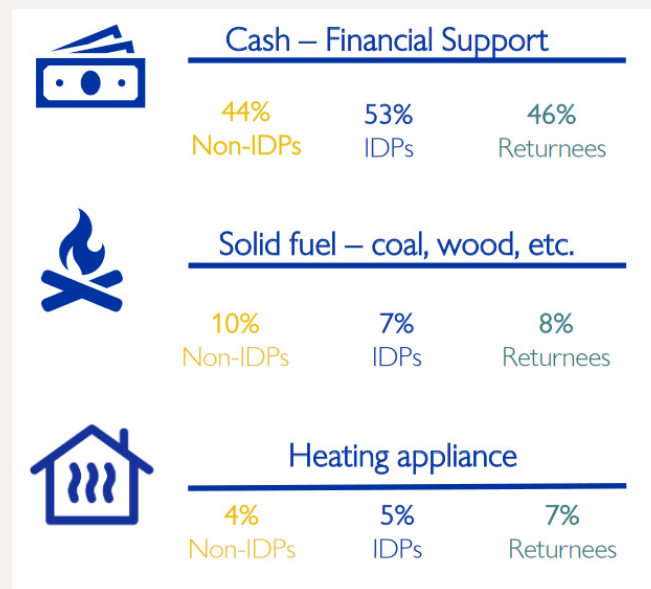 Cash – Financial Support
44% 53% 46%
Non-IDPs IDPs Returnees
Solid fuel – coal, wood, etc.
10% 7% 8%
Non-IDPs IDPs Returnees
Heating appliance
4% 5% 7%
Non-IDPs IDPs Returnees